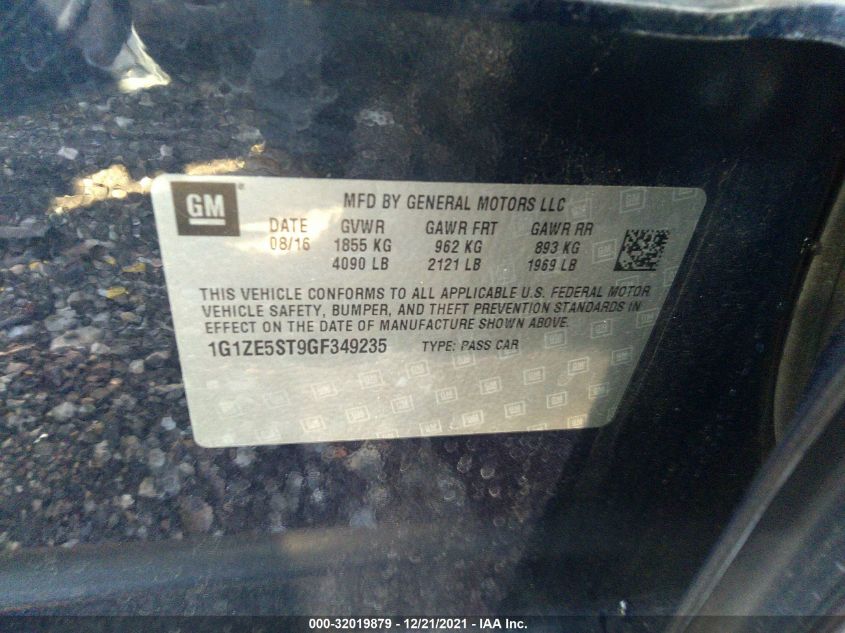 GM
MFD BY GENERAL MOTORS LLC
DATE GVWR GAWR FRT GAWR RR
08/16 1855 KG 962 KG 893 KG
4090 LB 2121 LB 1969 LB
THIS VEHICLE CONFORMS TO ALL APPLICABLE U.S. FEDERAL MOTOR
VEHICLE SAFETY, BUMPER, AND THEFT PREVENTION STANDARDS IN
EFFECT ON THE DATE OF MANUFACTURE SHOWN ABOVE.
1G1ZE5ST9GF349235 TYPE: PASS CAR
000-32019879 - 12/21/2021 - IAA Inc.